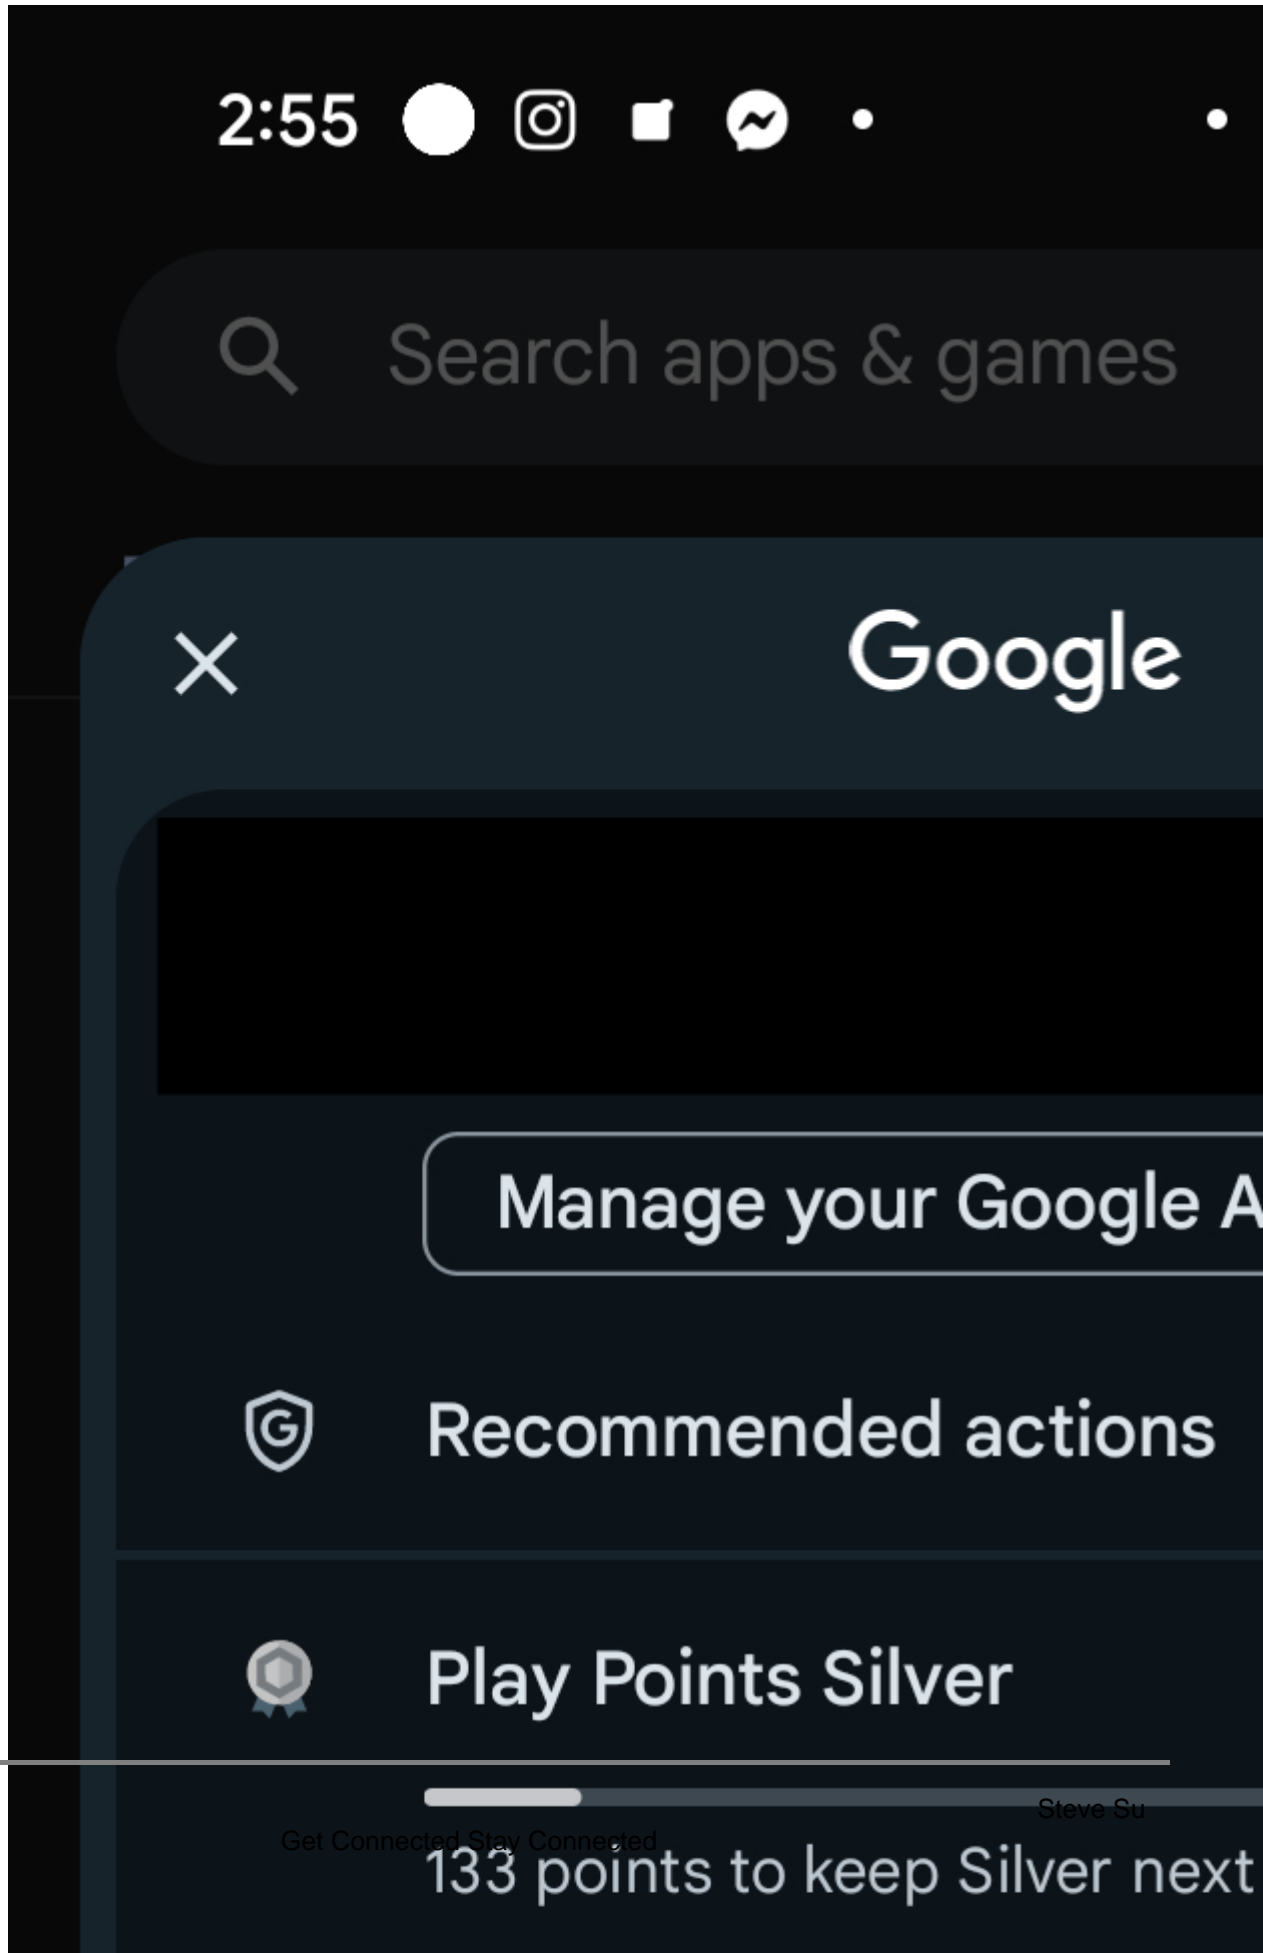 2:55
Search apps & games
Google
Manage your Google A
Recommended actions
Play Points Silver
Steve Su
Get Connected Stay Connected
133 points to keep Silver next